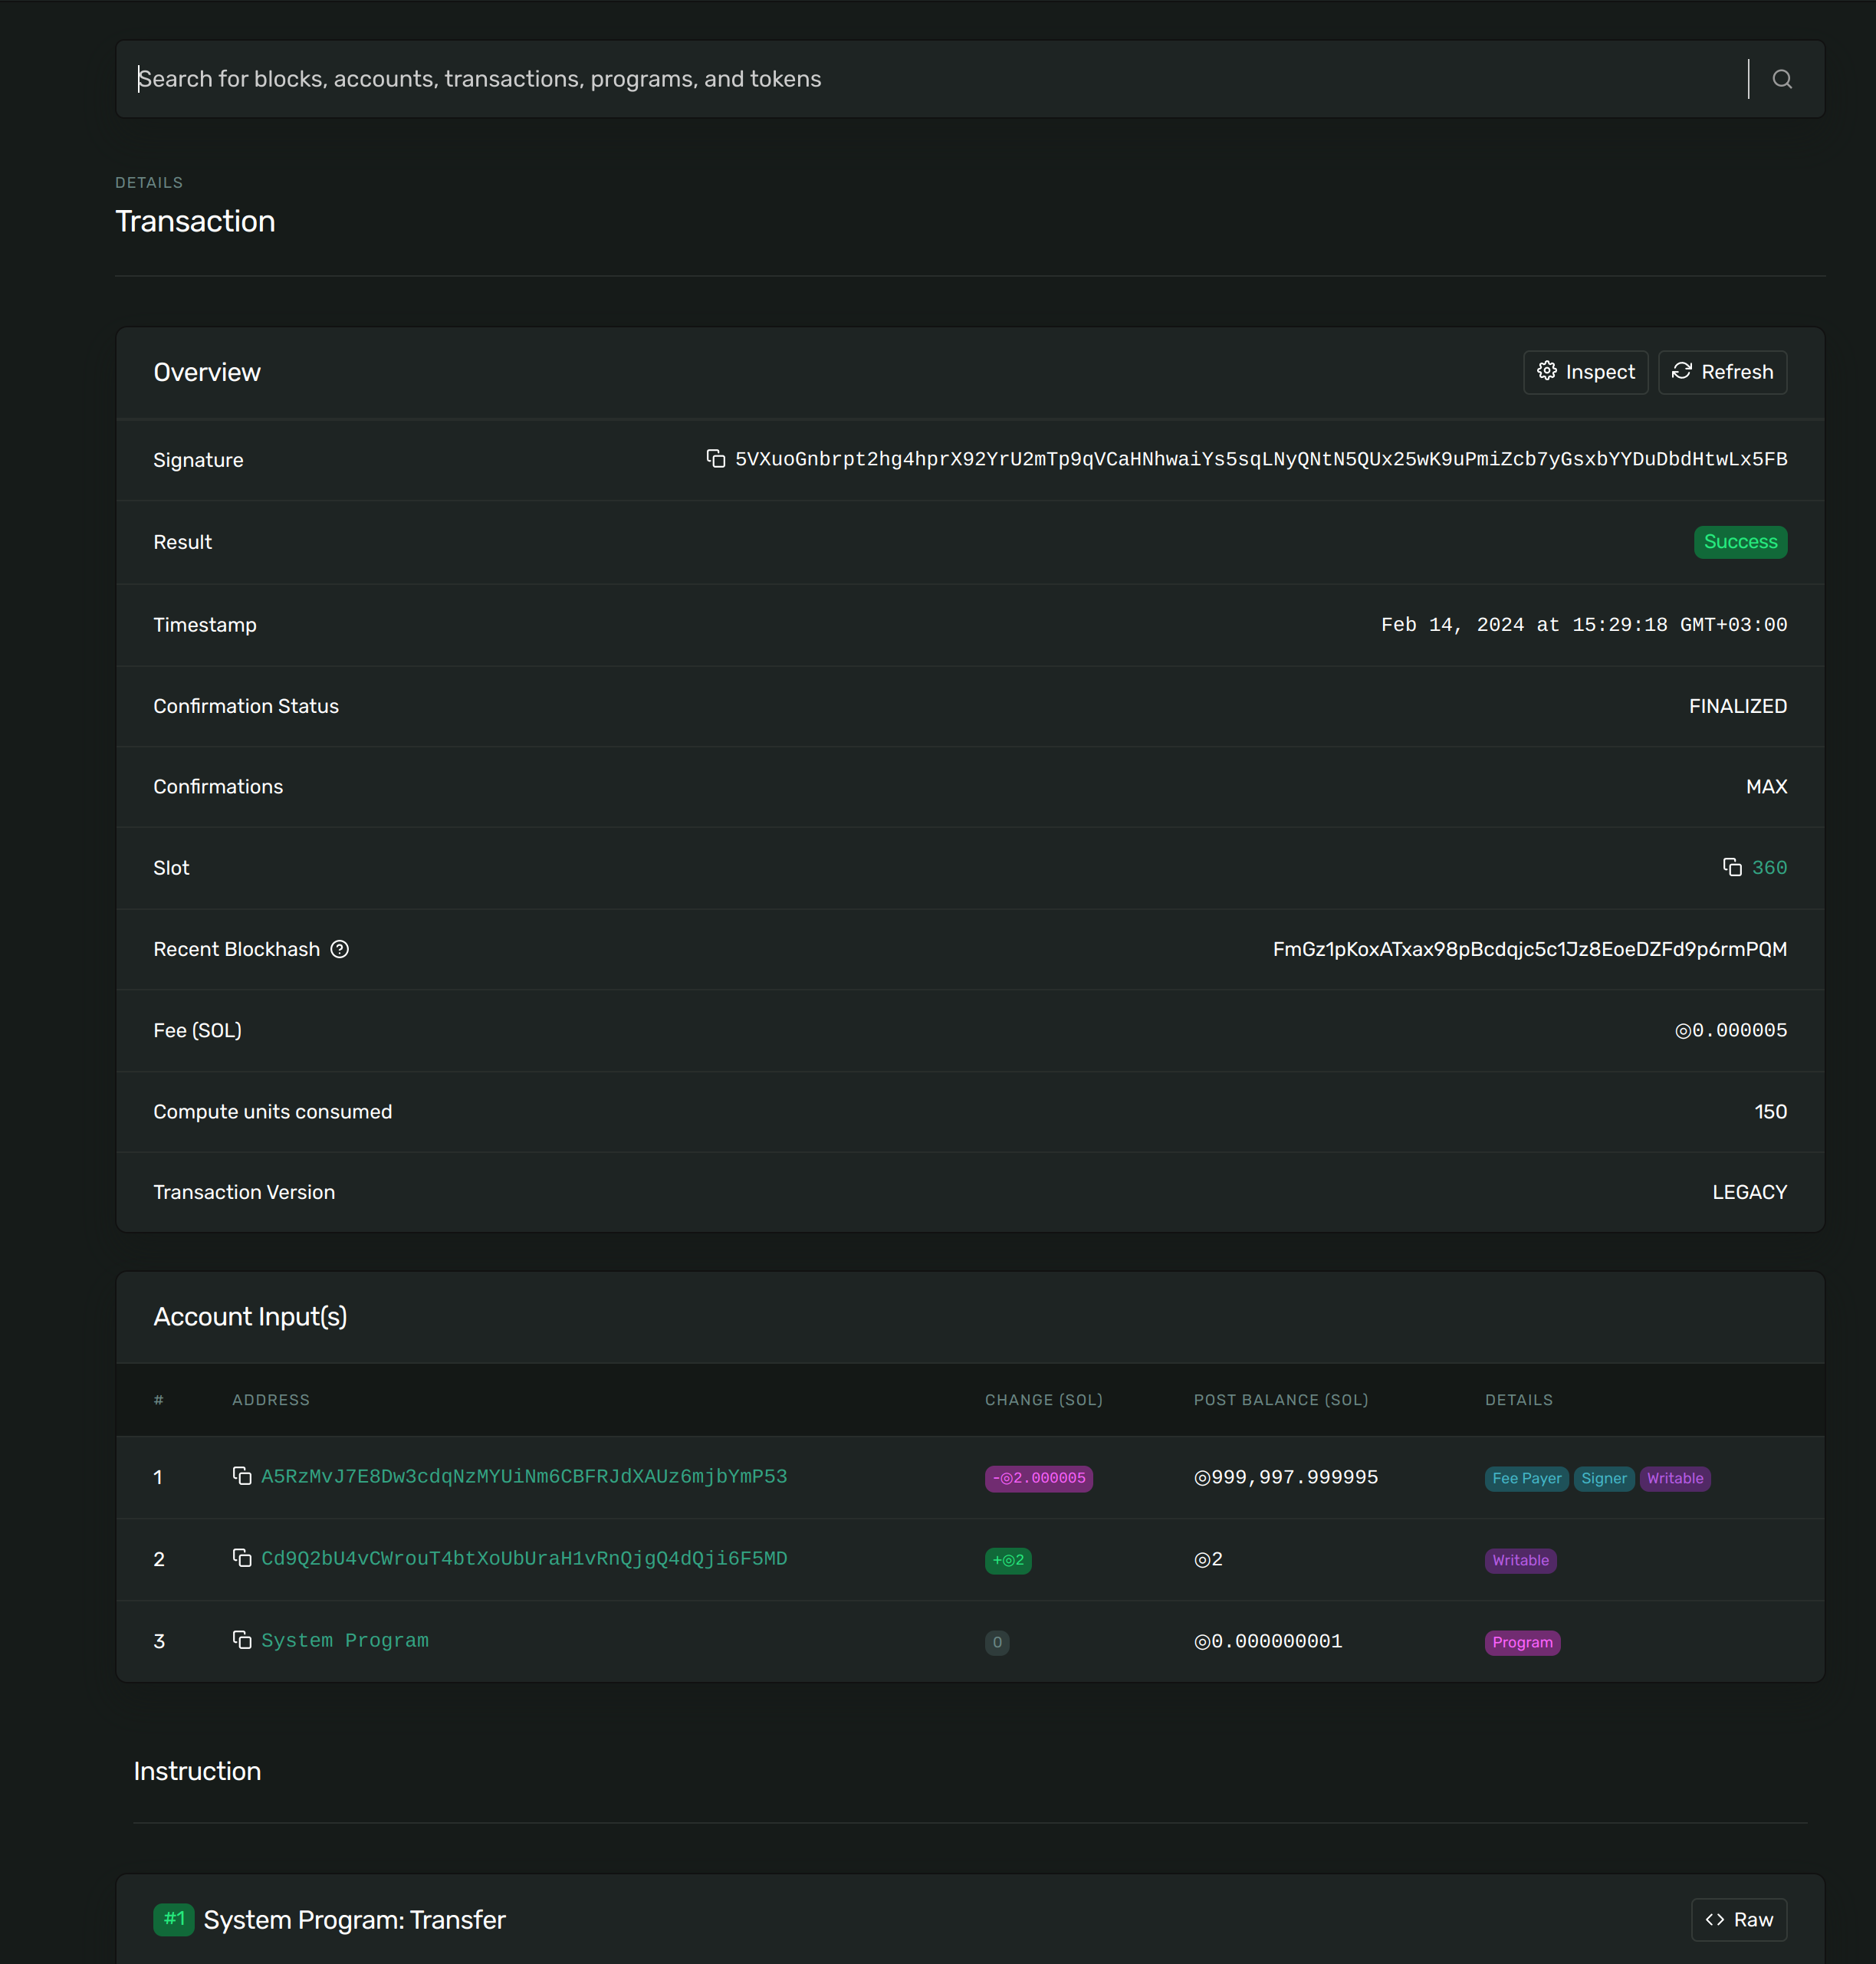 Search for blocks, accounts, transactions, programs, and tokens
DETAILS
Transaction
Overview Inspect Refresh
Signature 5VXuoGnbrpt2hg4hprX92YrU2mTp9qVCaHNhwaiYs5sqLNyQNtN5QUx25wK9uPmiZcb7yGsxbYYDuDbdHtwLx5FB
Result Success
Timestamp Feb 14, 2024 at 15:29:18 GMT+03:00
Confirmation Status FINALIZED
Confirmations MAX
Slot 360
Recent Blockhash FmGz1pKoxATxax98pBcdqjc5c1Jz8EoeDZFd9p6rmPQM
Fee (SOL) ◎0.000005
Compute units consumed 150
Transaction Version LEGACY
Account Input(s)
# ADDRESS CHANGE (SOL) POST BALANCE (SOL) DETAILS
1 A5RzMvJ7E8Dw3cdqNzMYUiNm6CBFRJdXAUz6mjbYmP53 -◎2.000005 ◎999,997.999995 Fee Payer Signer Writable
2 Cd9Q2bU4vCWrouT4btXoUbUraH1vRnQjgQ4dQji6F5MD +◎2 ◎2 Writable
3 System Program 0 ◎0.000000001 Program
Instruction
#1 System Program: Transfer Raw